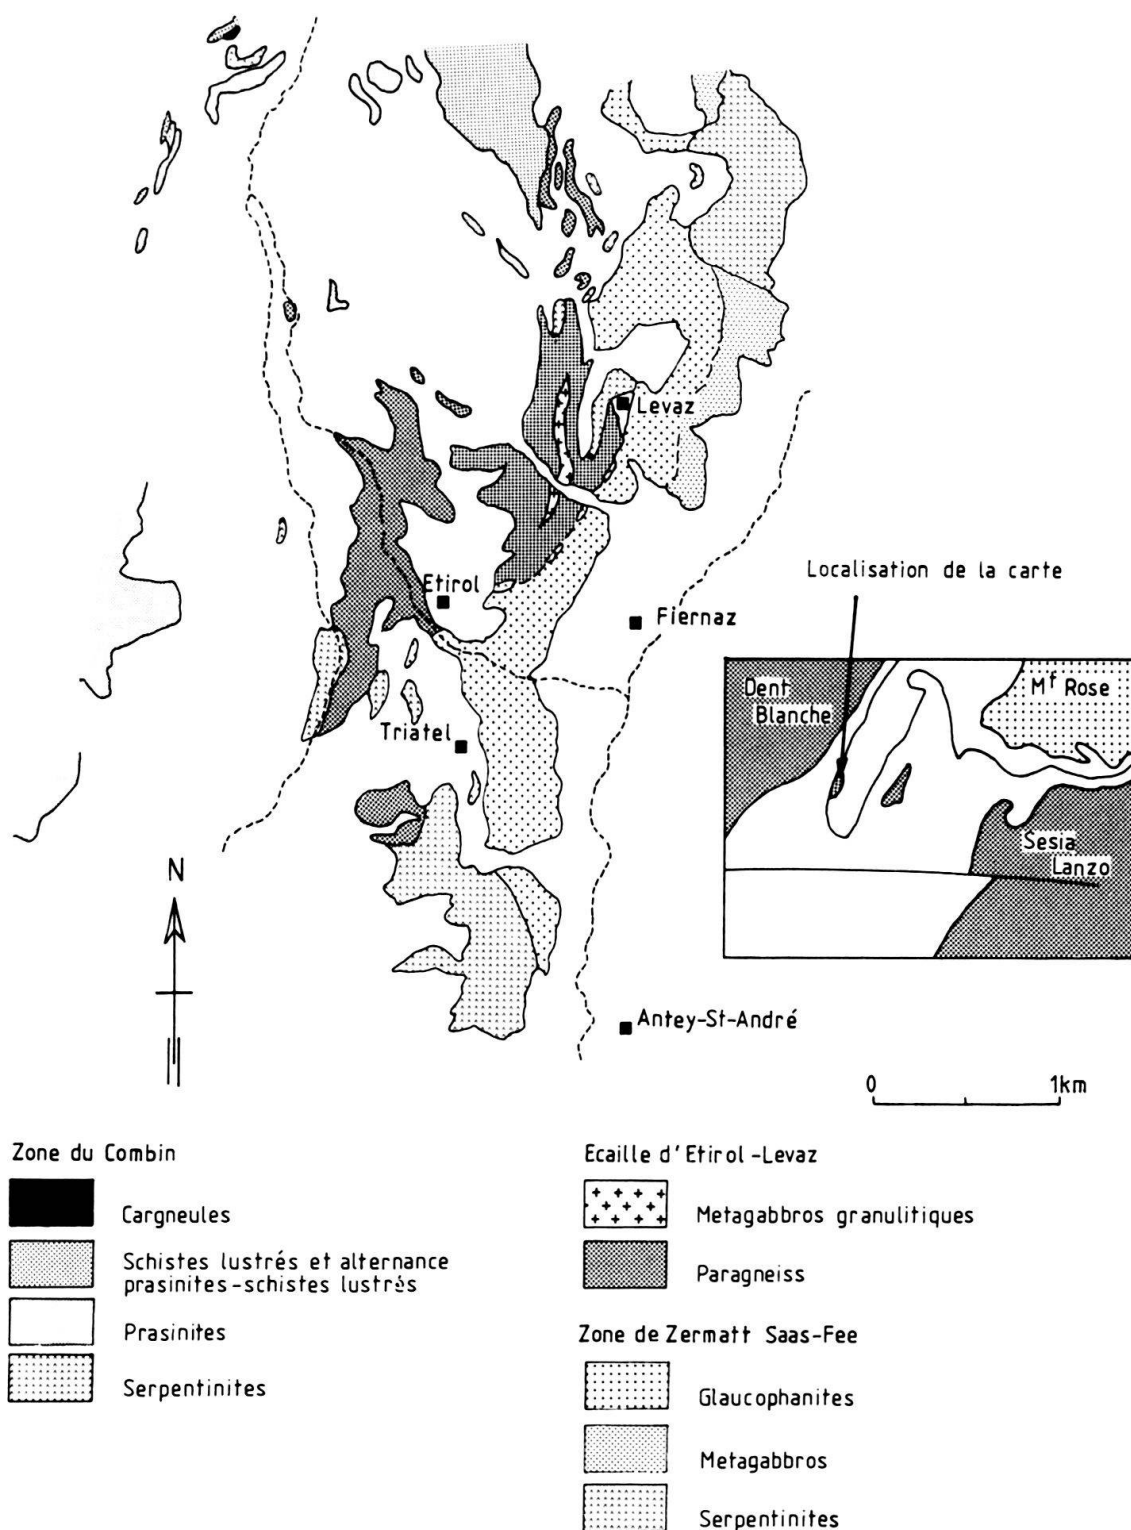 Levaz
Localisation de la carte
Etirol
Fiernaz
Dent
Blanche
Mt Rose
Triatel
Sesia
Lanzo
N
Antey-St-André
0 1km
Zone du Combin
Cargneules
Schistes lustrés et alternance
prasinites-schistes lustrés
Prasinites
Serpentinites
Ecaille d'Etirol-Levaz
Metagabbros granulitiques
Paragneiss
Zone de Zermatt Saas-Fee
Glaucophanites
Metagabbros
Serpentinites